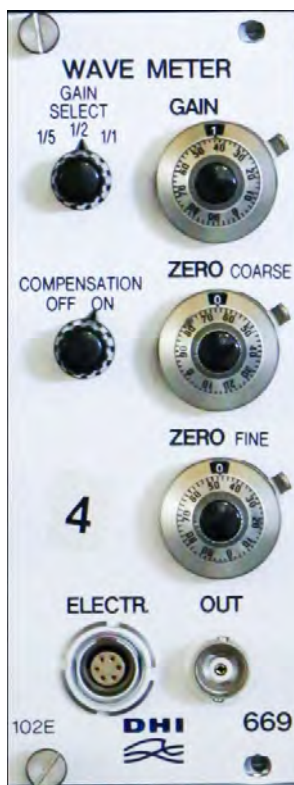 WAVE METER
GAIN
SELECT
1/5 1/2 1/1
GAIN
1
COMPENSATION
OFF ON
ZERO COARSE
0
ZERO FINE
0
4
ELECTR. OUT
102E DHI 669